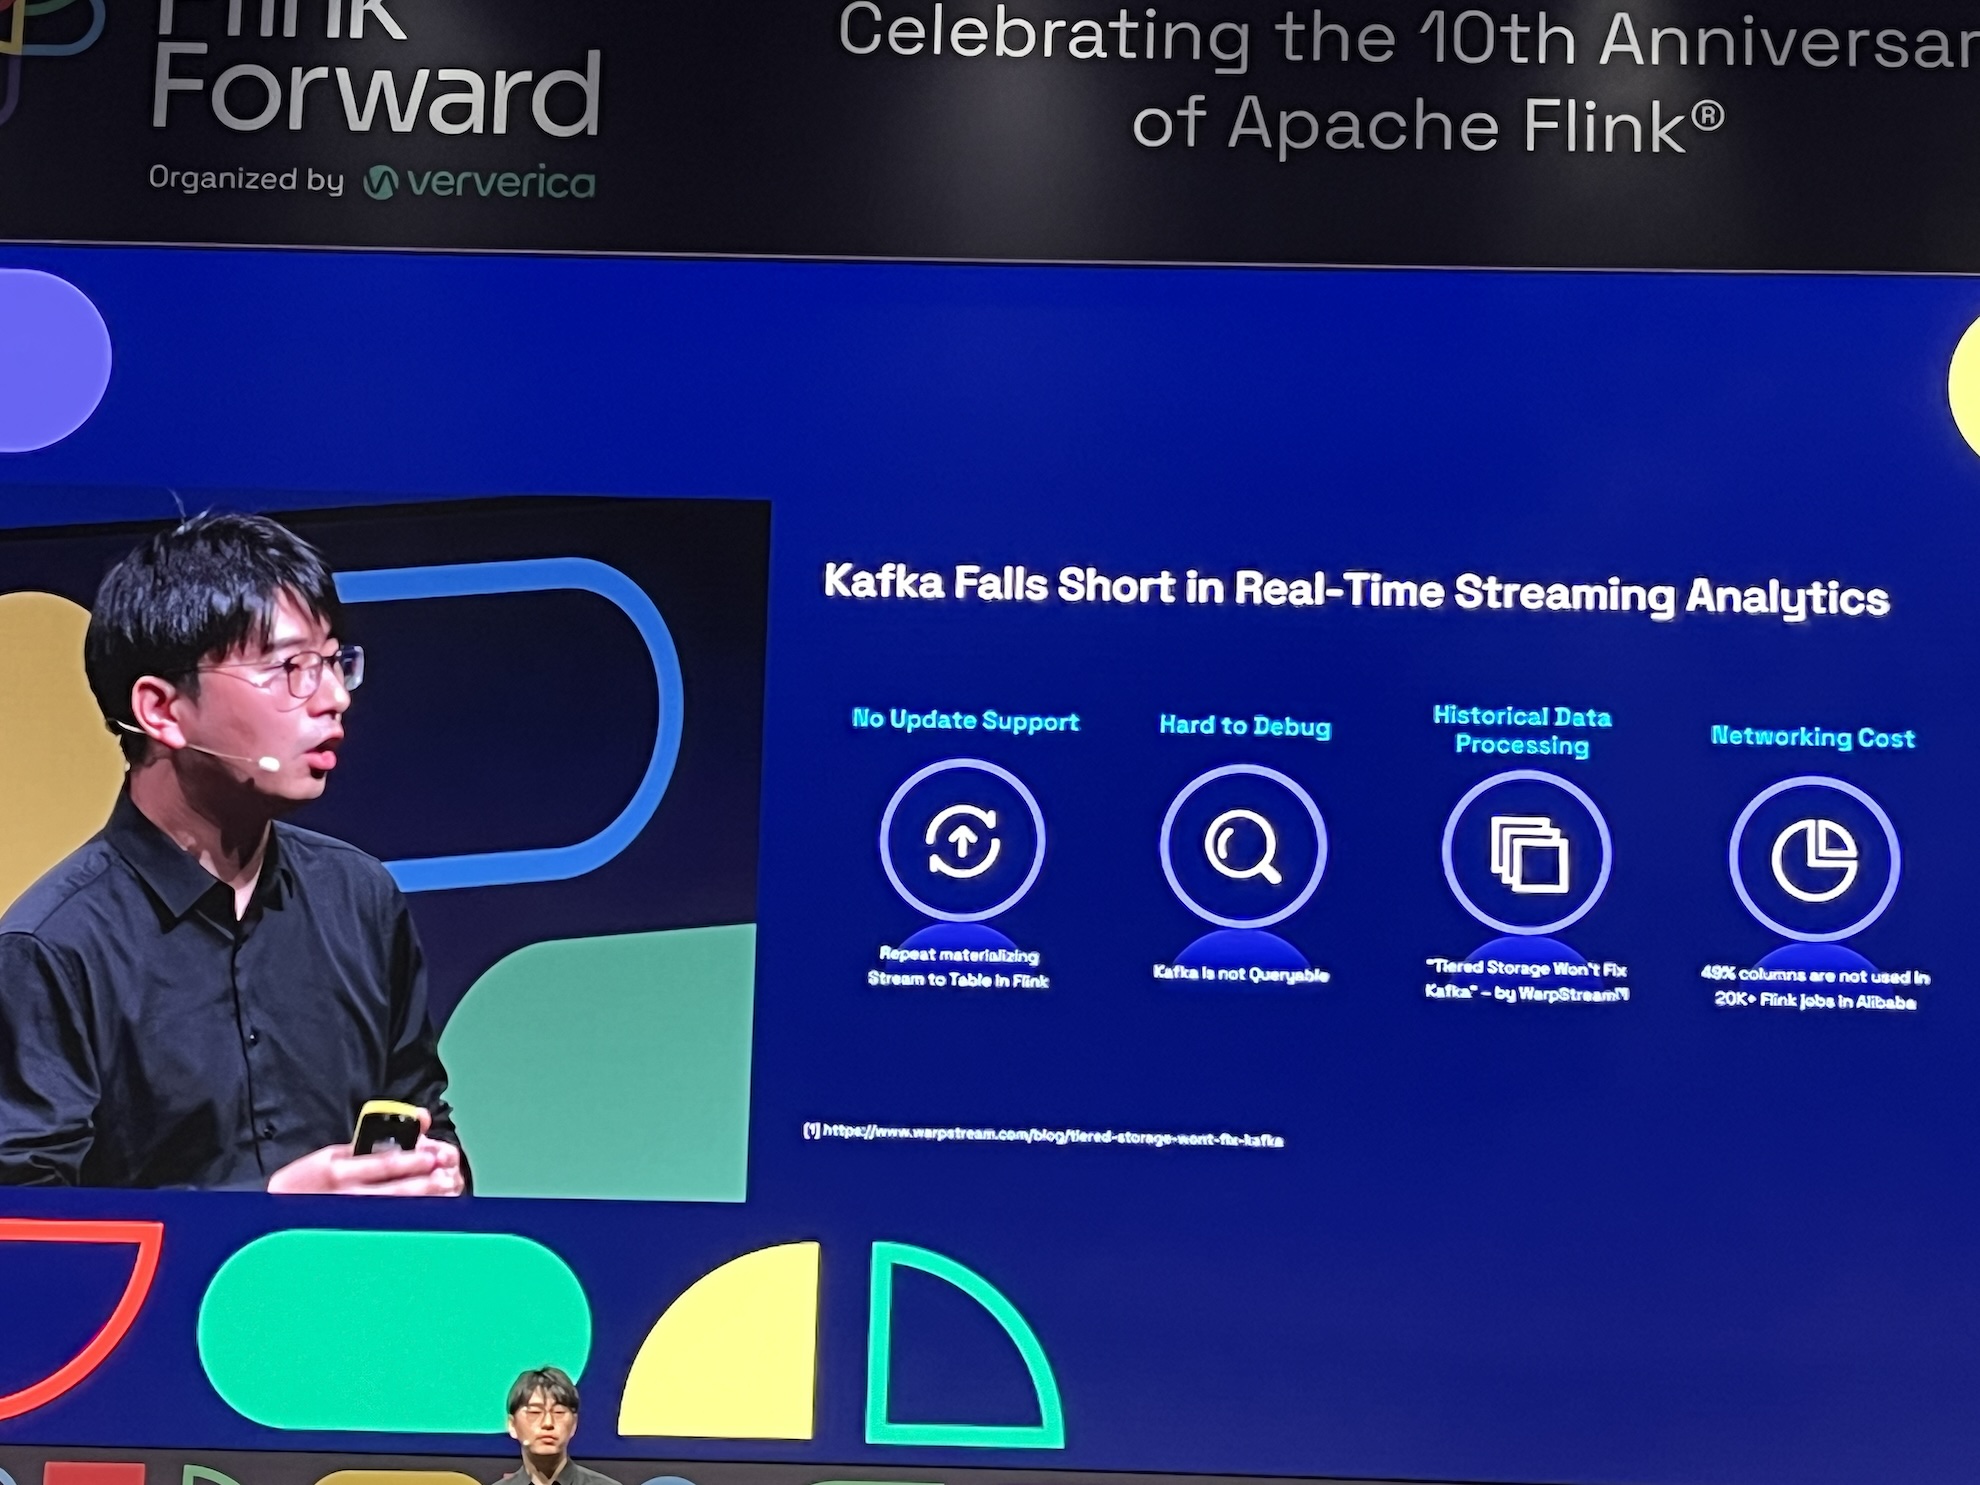 Flink
Forward
Organized by ververica
Celebrating the 10th Anniversar
of Apache Flink®
Kafka Falls Short in Real-Time Streaming Analytics
No Update Support
Repeat materializing
Stream to Table in Flink
Hard to Debug
Kafka is not Queryable
Historical Data
Processing
"Tiered Storage Won't Fix
Kafka" – by WarpStream[1]
Networking Cost
49% columns are not used in
20K+ Flink jobs in Alibaba
[1] https://www.warpstream.com/blog/tiered-storage-wont-fix-kafka